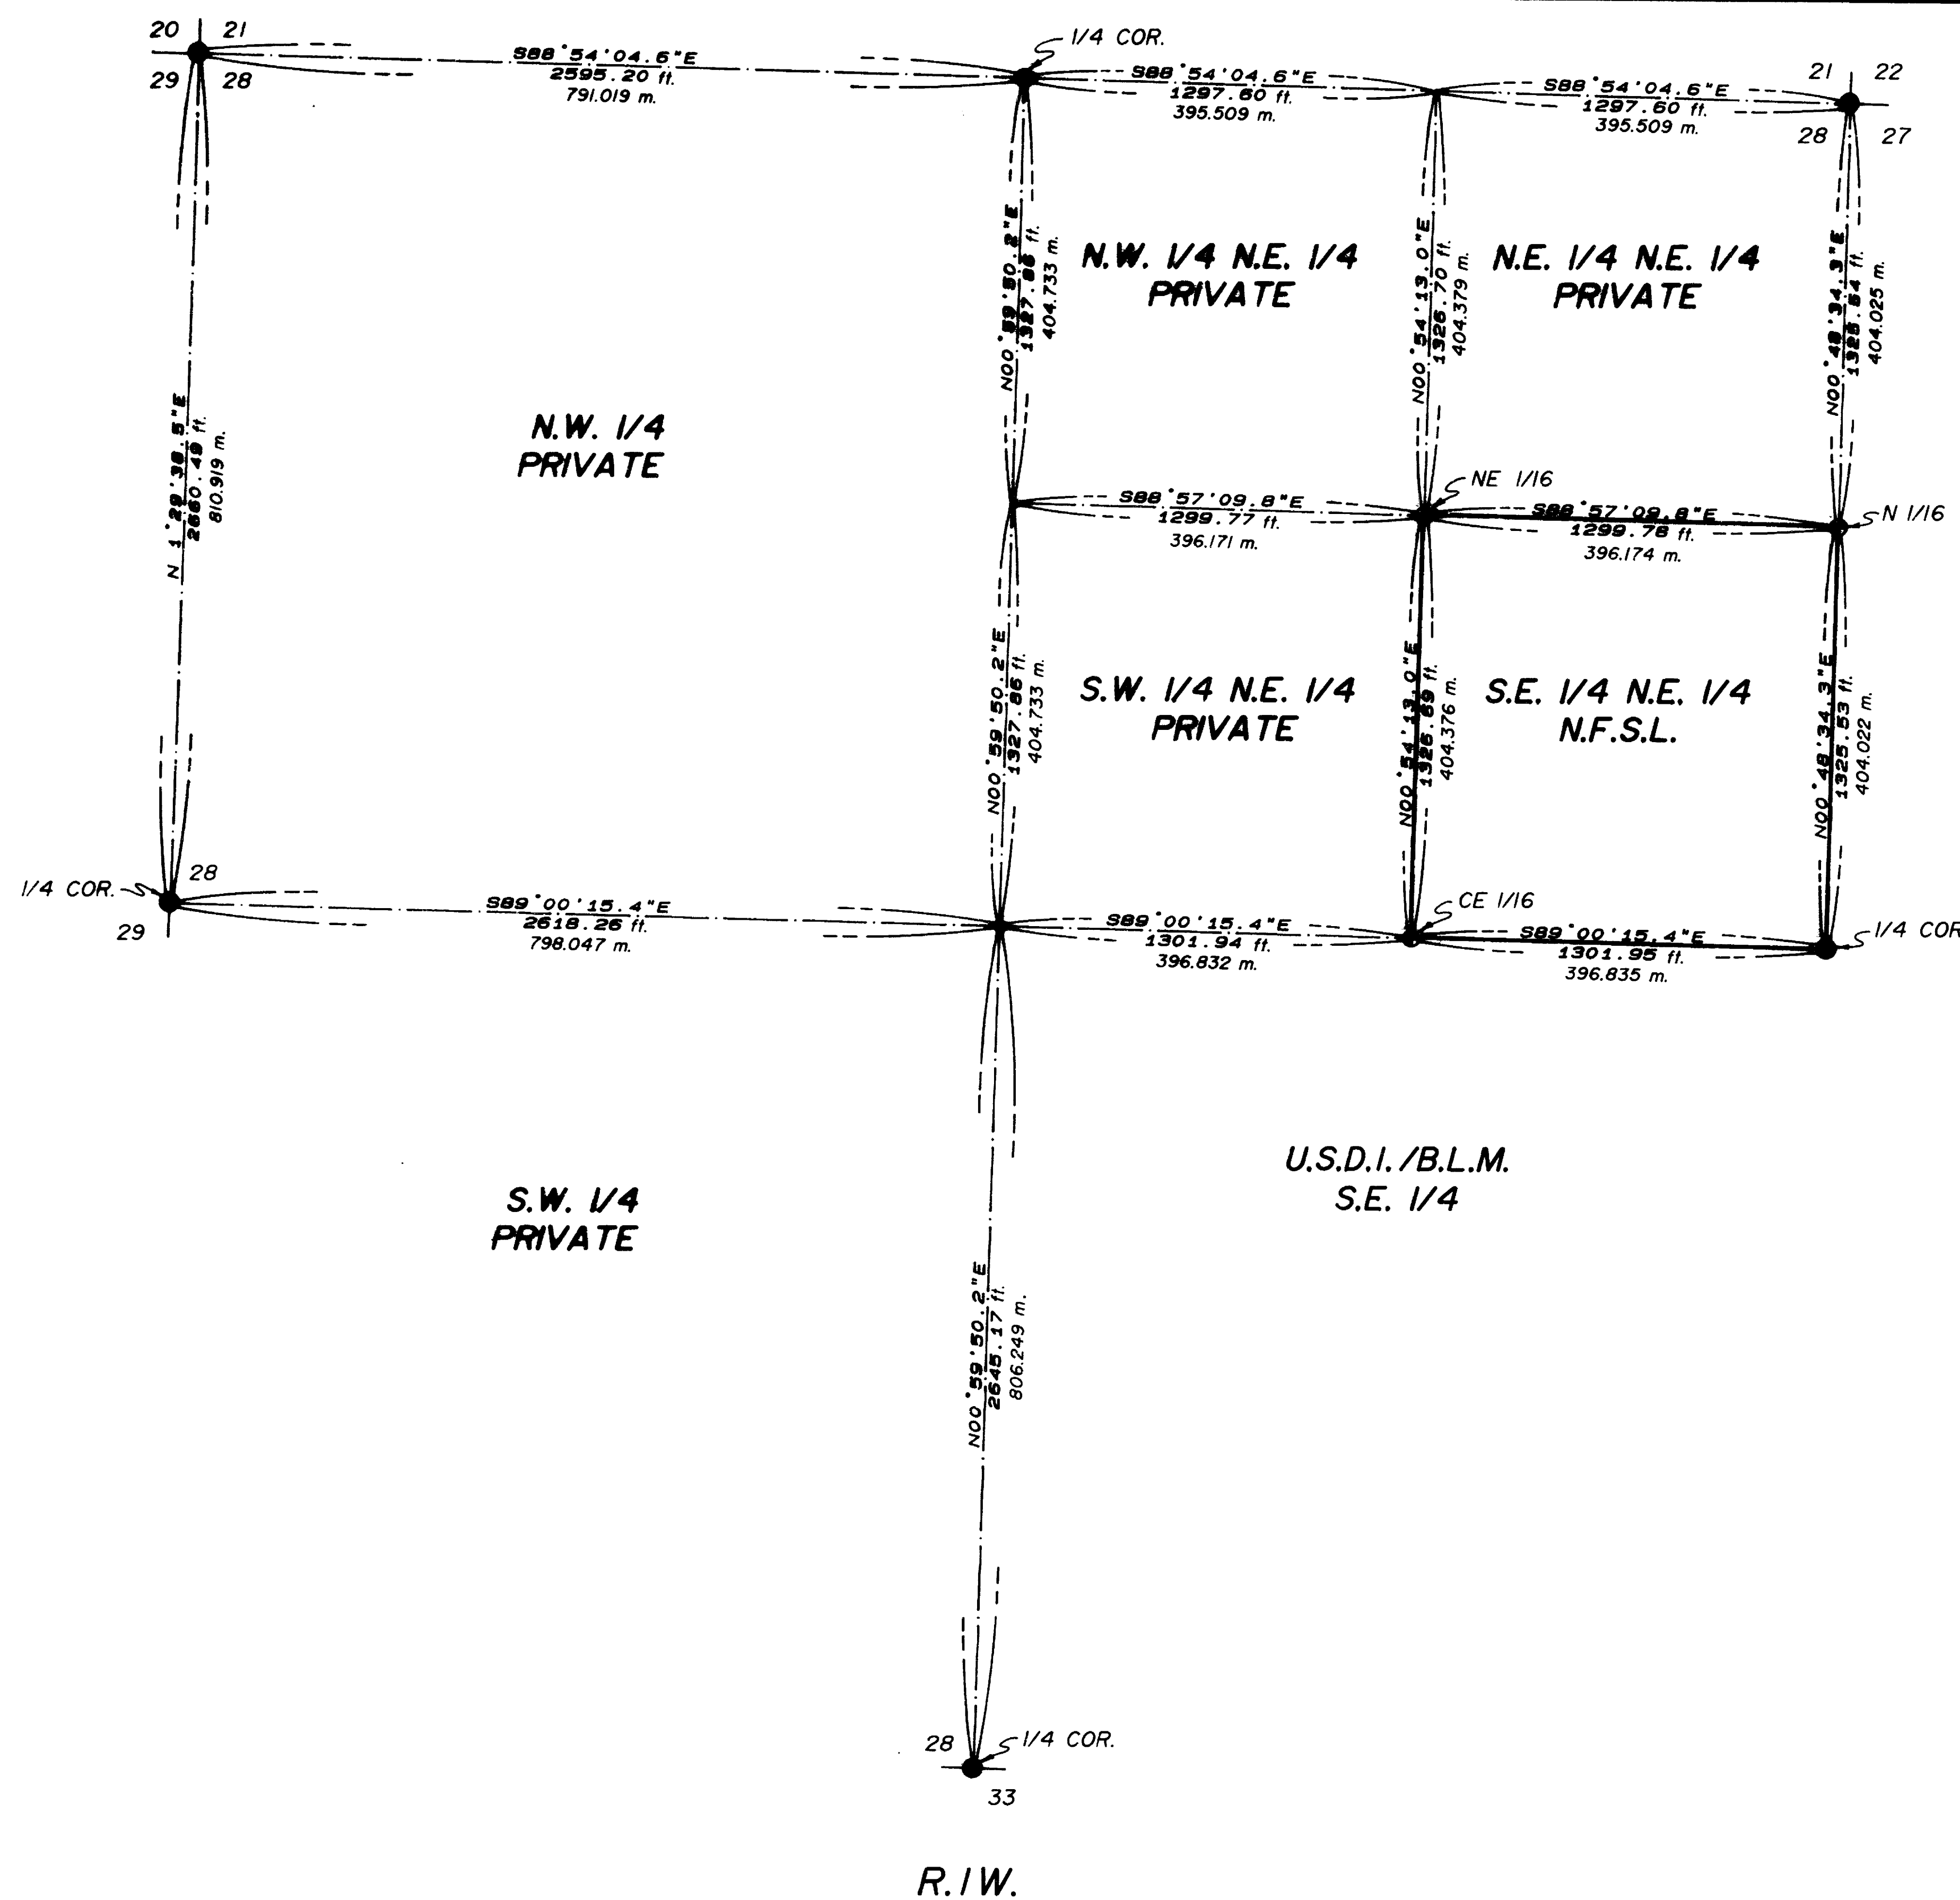 20 21
29 28
S88°54'04.6"E
2595.20 ft.
791.019 m.
1/4 COR.
S88°54'04.6"E
1297.60 ft.
395.509 m.
S88°54'04.6"E
1297.60 ft.
395.509 m.
21 22
28 27
N 1°29'38.5"E
2660.49 ft.
810.919 m.
N.W. 1/4
PRIVATE
N00°59'50.2"E
1327.86 ft.
404.733 m.
N.W. 1/4 N.E. 1/4
PRIVATE
N00°54'13.0"E
1326.70 ft.
404.379 m.
N.E. 1/4 N.E. 1/4
PRIVATE
N00°48'34.3"E
1325.54 ft.
404.025 m.
S88°57'09.8"E
1299.77 ft.
396.171 m.
NE 1/16
S88°57'09.8"E
1299.78 ft.
396.174 m.
N 1/16
N00°59'50.2"E
1327.86 ft.
404.733 m.
S.W. 1/4 N.E. 1/4
PRIVATE
N00°54'13.0"E
1326.69 ft.
404.376 m.
S.E. 1/4 N.E. 1/4
N.F.S.L.
N00°48'34.3"E
1325.53 ft.
404.022 m.
1/4 COR.
28
29
S89°00'15.4"E
2618.26 ft.
798.047 m.
S89°00'15.4"E
1301.94 ft.
396.832 m.
CE 1/16
S89°00'15.4"E
1301.95 ft.
396.835 m.
1/4 COR
S.W. 1/4
PRIVATE
U.S.D.I./B.L.M.
S.E. 1/4
N00°59'50.2"E
2645.17 ft.
806.249 m.
28
1/4 COR.
33
R.1W.